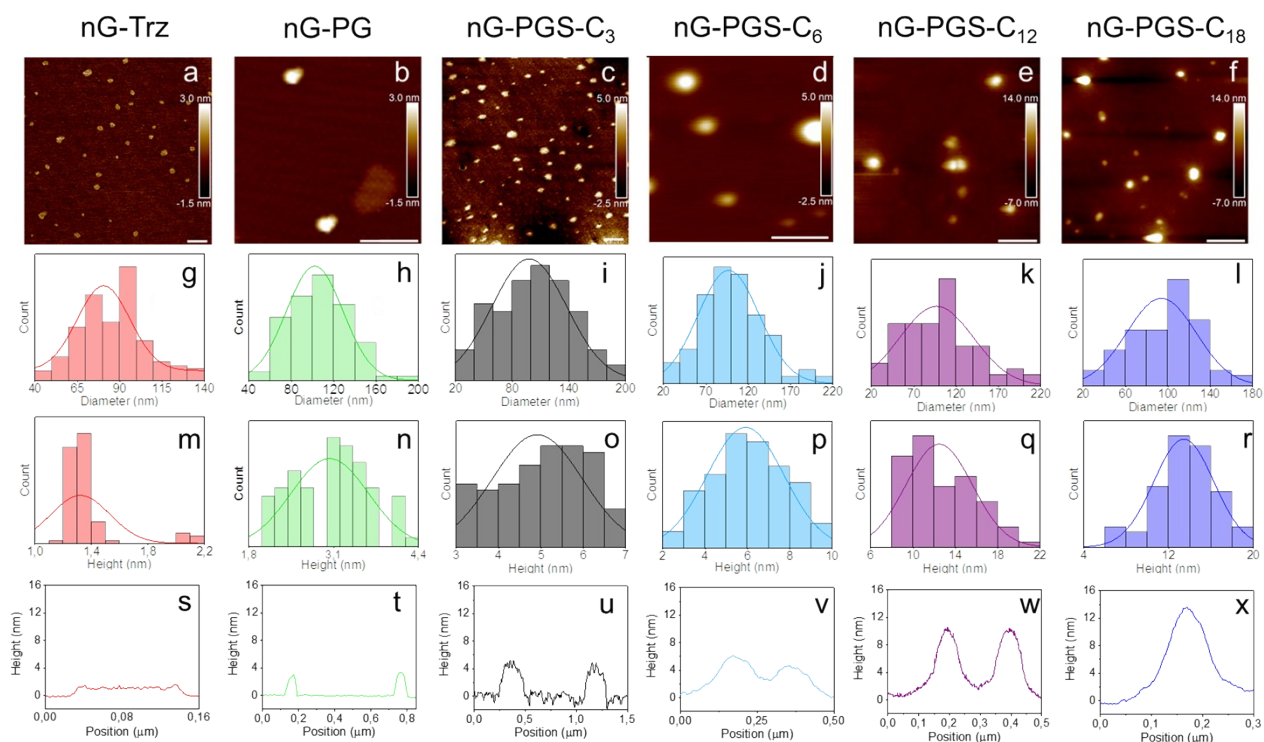 nG-Trz nG-PG nG-PGS-C3 nG-PGS-C6 nG-PGS-C12 nG-PGS-C18
a b c d e f
3.0 nm 3.0 nm 5.0 nm 5.0 nm 14.0 nm 14.0 nm
-1.5 nm -1.5 nm -2.5 nm -2.5 nm -7.0 nm -7.0 nm
g h i j k l
Count Count Count Count Count Count
40 65 90 115 140 40 80 120 160 200 20 80 140 200 20 70 120 170 220 20 70 120 170 220 20 60 100 140 180
Diameter (nm) Diameter (nm) Diameter (nm) Diameter (nm) Diameter (nm) Diameter (nm)
m n o p q r
Count Count Count Count Count Count
1,0 1,4 1,8 2,2 1,8 3,1 4,4 3 4 5 6 7 2 4 6 8 10 6 10 14 18 22 4 12 20
Height (nm) Height (nm) Height (nm) Height (nm) Height (nm) Height (nm)
s t u v w x
Height (nm) Height (nm) Height (nm) Height (nm) Height (nm) Height (nm)
16 16 16 16 16 16
12 12 12 12 12 12
8 8 8 8 8 8
4 4 4 4 4 4
0 0 0 0 0 0
0,00 0,08 0,16 0,0 0,2 0,4 0,6 0,8 0,0 0,5 1,0 1,5 0,00 0,25 0,50 0,0 0,1 0,2 0,3 0,4 0,5 0,0 0,1 0,2 0,3
Position (μm) Position (μm) Position (μm) Position (μm) Position (μm) Position (μm)